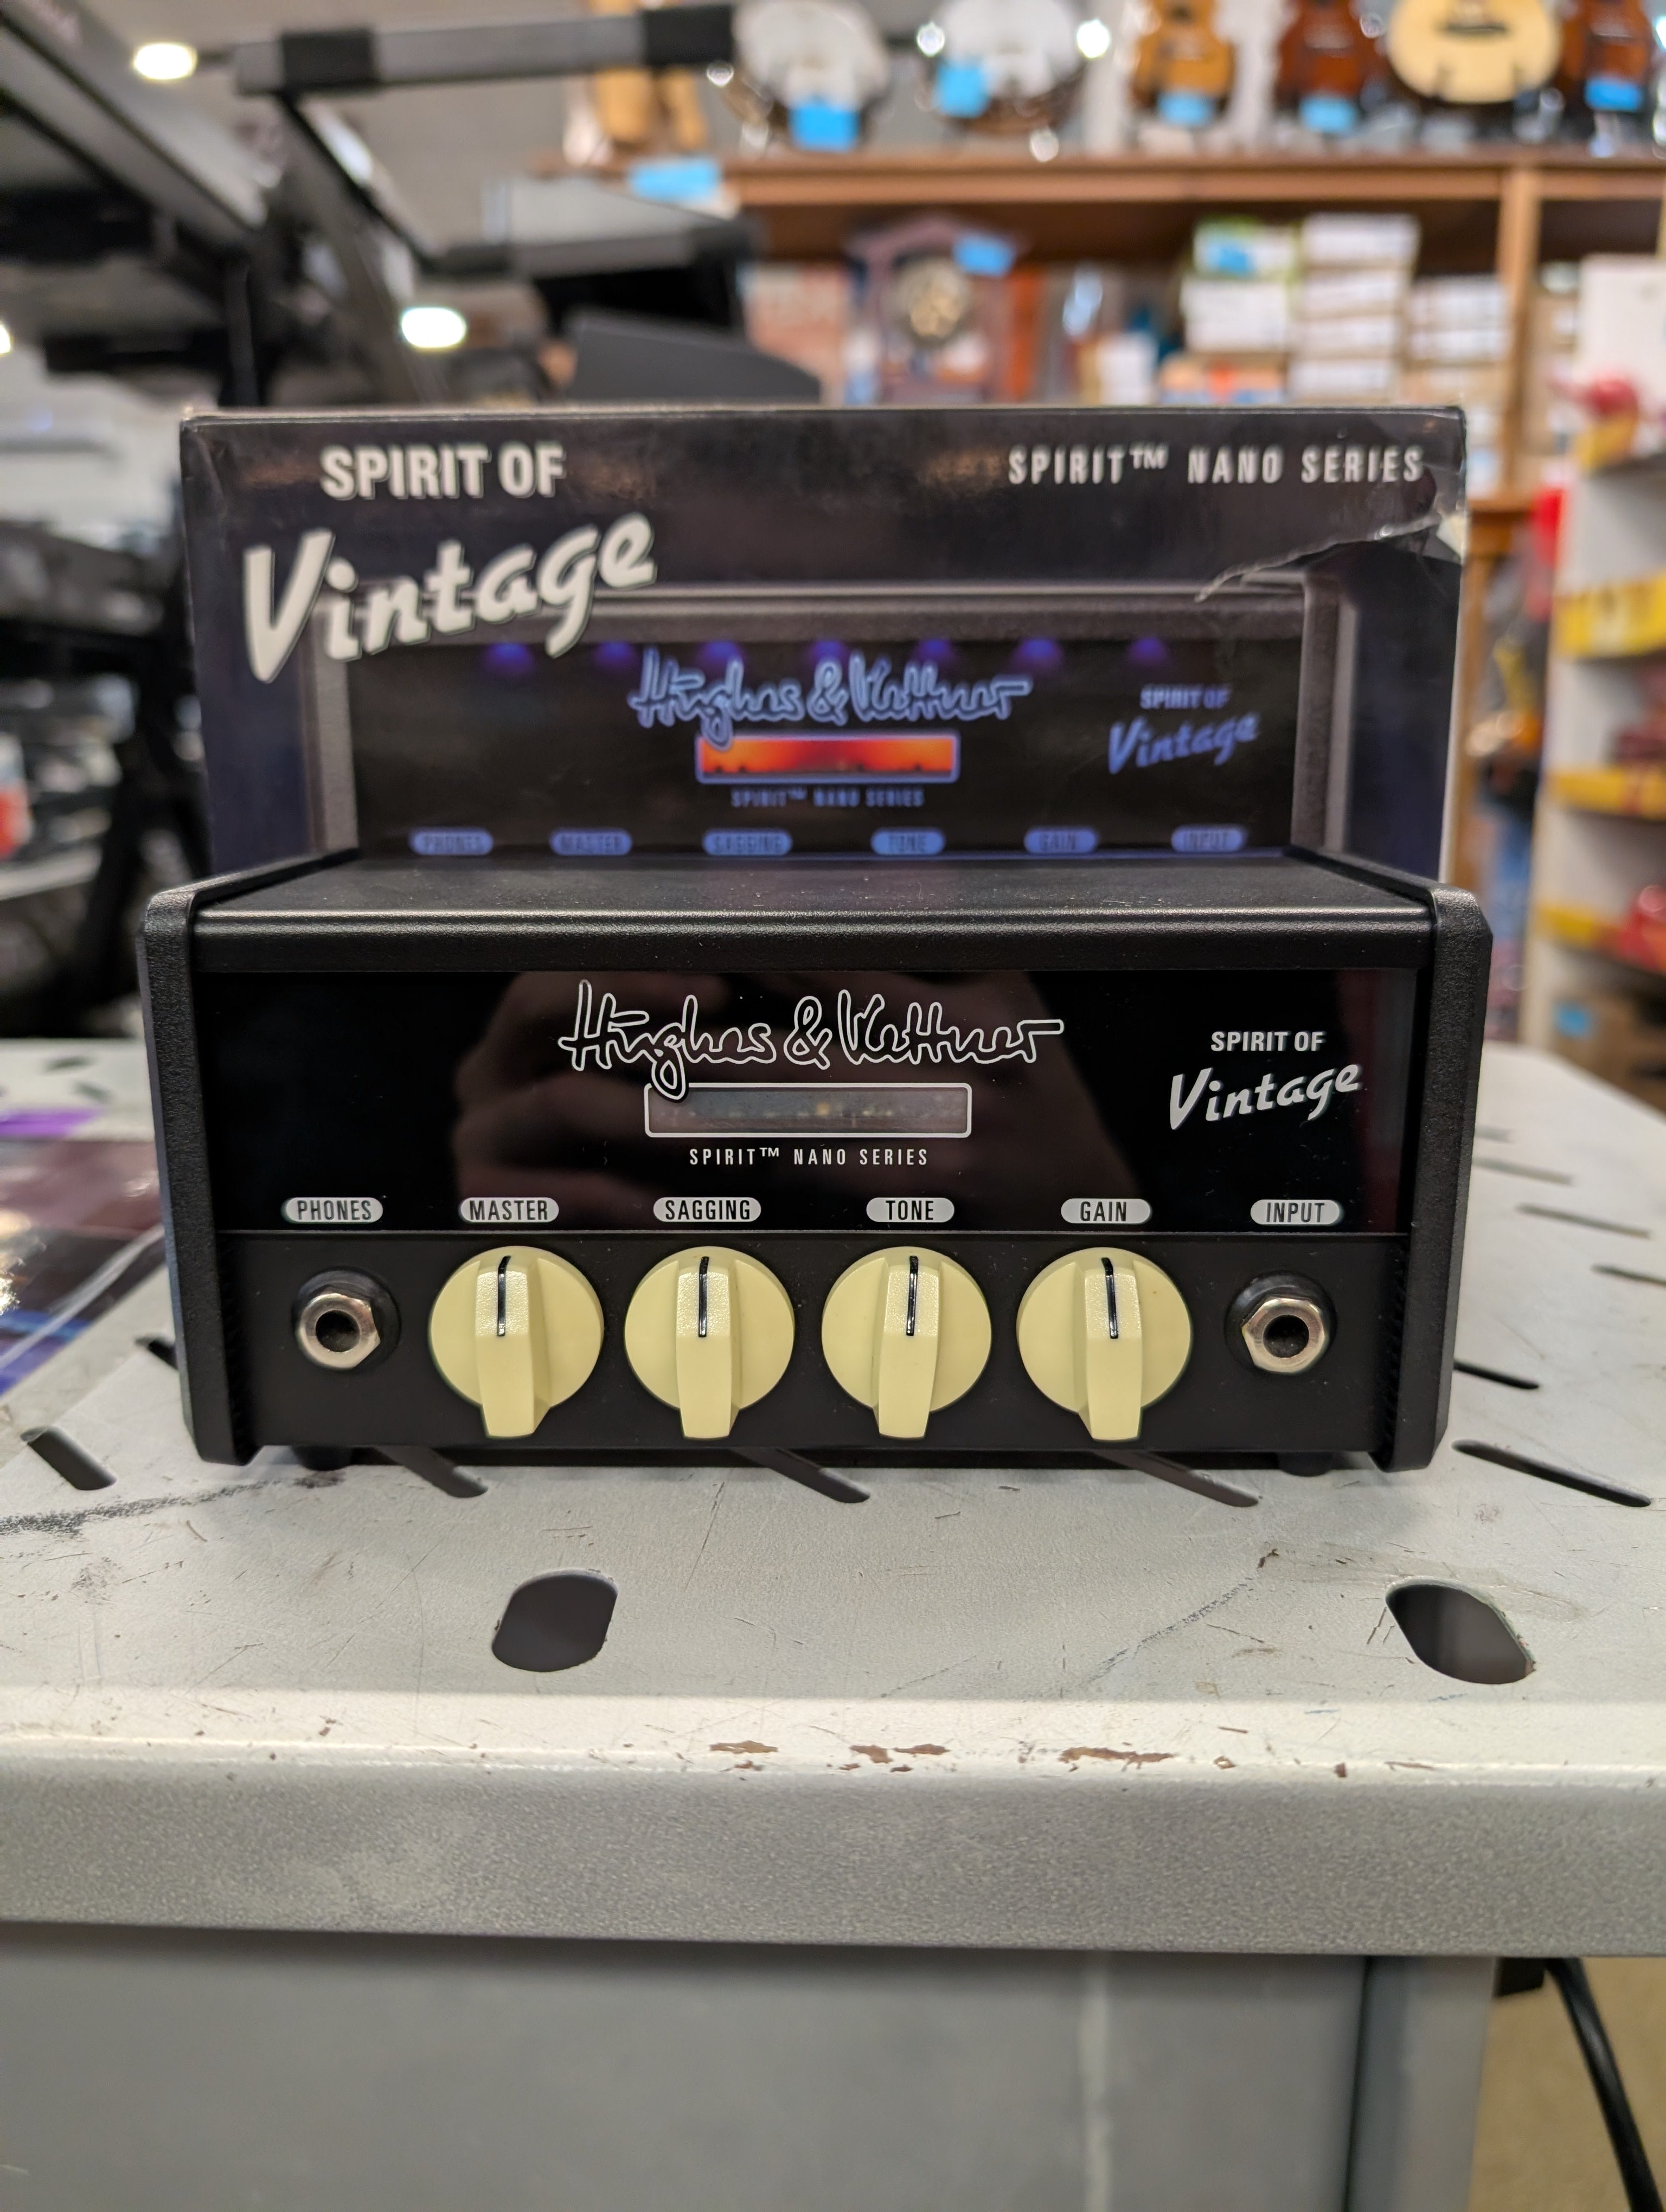 SPIRIT OF
Vintage
SPIRIT™ NANO SERIES
Hughes & Kettner
SPIRIT OF
Vintage
SPIRIT™ NANO SERIES
PHONES MASTER SAGGING TONE GAIN INPUT
Hughes & Kettner
SPIRIT OF
Vintage
SPIRIT™ NANO SERIES
PHONES MASTER SAGGING TONE GAIN INPUT